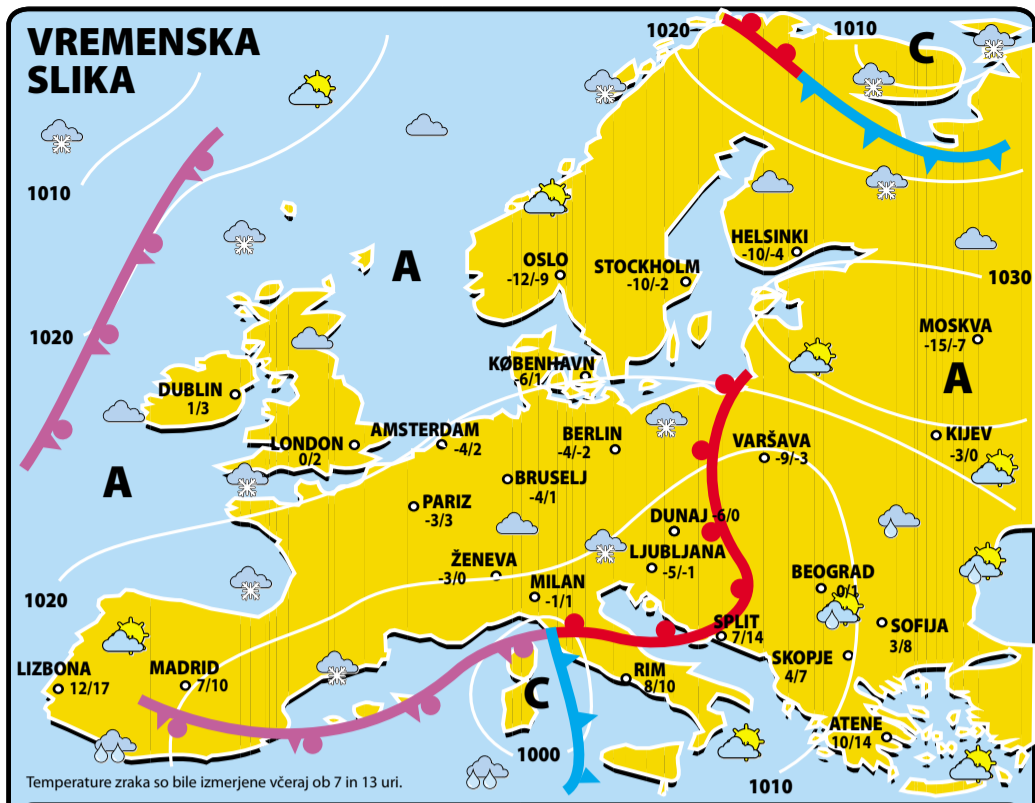 VREMENSKA
SLIKA
1020
1010
C
1010
A
OSLO
-12/-9
STOCKHOLM
-10/-2
HELSINKI
-10/-4
1030
1020
MOSKVA
-15/-7
KØBENHAVN
-6/1
A
DUBLIN
1/3
LONDON
0/2
AMSTERDAM
-4/2
BERLIN
-4/-2
VARŠAVA
-9/-3
KIJEV
-3/0
A
BRUSELJ
-4/1
PARIZ
-3/3
DUNAJ -6/0
ŽENEVA
-3/0
LJUBLJANA
-5/-1
MILAN
-1/1
BEOGRAD
0/1
1020
SPLIT
7/14
SOFIJA
3/8
LIZBONA
12/17
MADRID
7/10
RIM
8/10
SKOPJE
4/7
C
ATENE
10/14
1000
1010
Temperature zraka so bile izmerjene včeraj ob 7 in 13 uri.